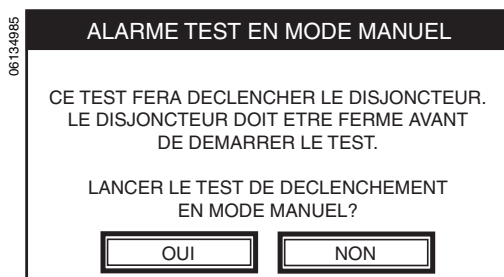 06134985
ALARME TEST EN MODE MANUEL
CE TEST FERA DECLENCHER LE DISJONCTEUR.
LE DISJONCTEUR DOIT ETRE FERME AVANT
DE DEMARRER LE TEST.
LANCER LE TEST DE DECLENCHEMENT
EN MODE MANUEL?
OUI
NON